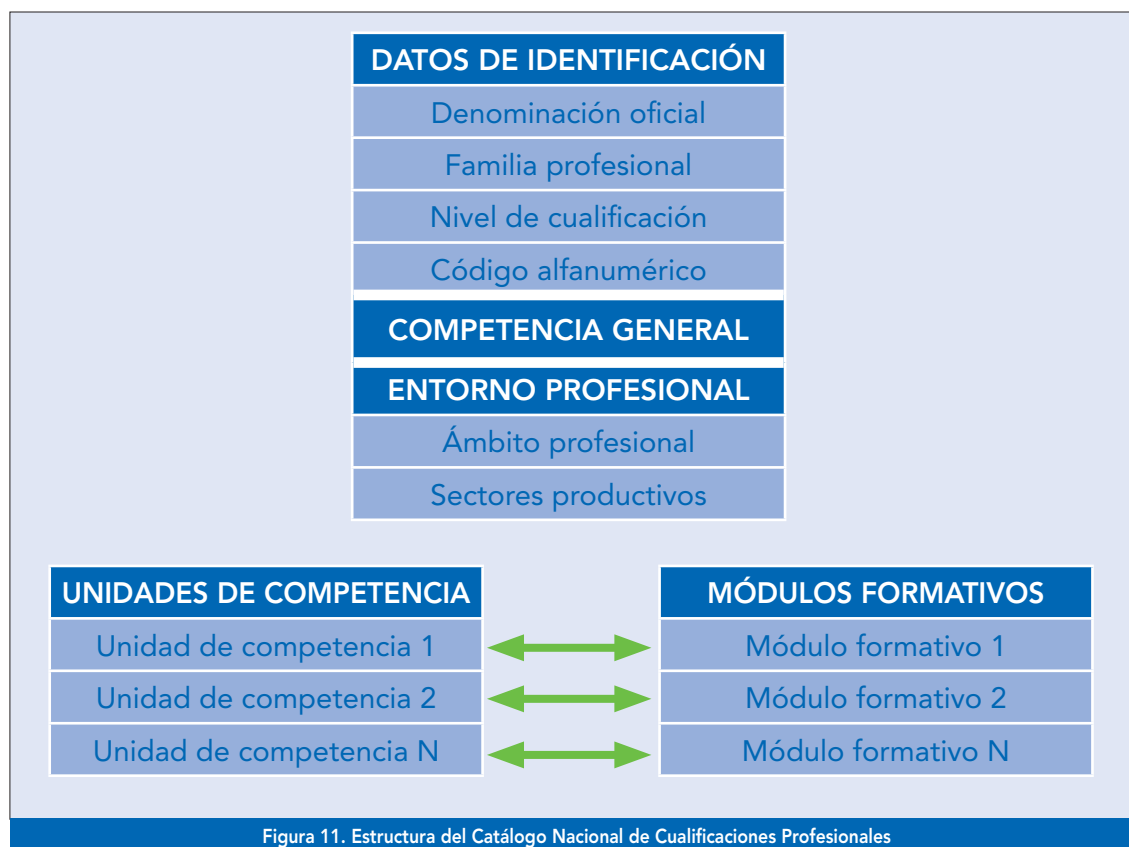 DATOS DE IDENTIFICACIÓN
Denominación oficial
Familia profesional
Nivel de cualificación
Código alfanumérico
COMPETENCIA GENERAL
ENTORNO PROFESIONAL
Ámbito profesional
Sectores productivos
UNIDADES DE COMPETENCIA
Unidad de competencia 1
Unidad de competencia 2
Unidad de competencia N
MÓDULOS FORMATIVOS
Módulo formativo 1
Módulo formativo 2
Módulo formativo N
Figura 11. Estructura del Catálogo Nacional de Cualificaciones Profesionales